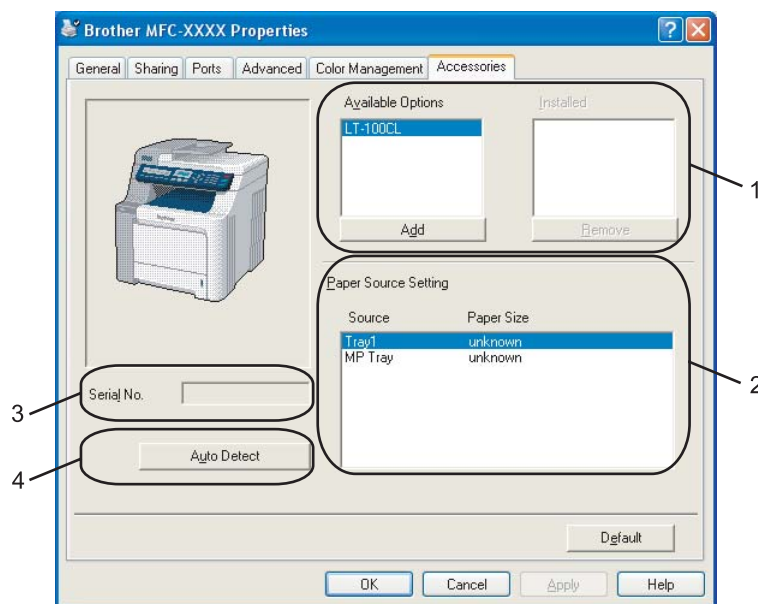 Brother MFC-XXXX Properties
General Sharing Ports Advanced Color Management Accessories
Available Options Installed
LT-100CL
Add Remove
1
Paper Source Setting
Source Paper Size
Tray1 unknown
MP Tray unknown
2
Serial No.
3
Auto Detect
4
Default
OK Cancel Apply Help